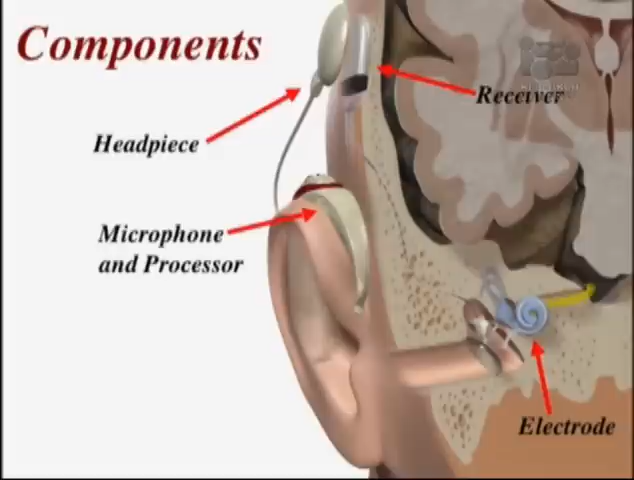 Components
Receiver
Headpiece
Microphone
and Processor
Electrode